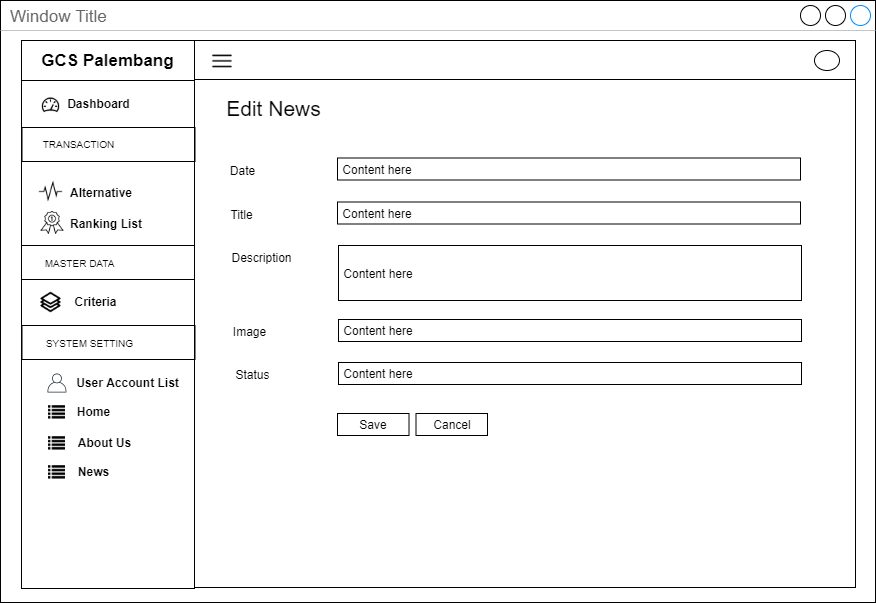 Window Title
GCS Palembang
Dashboard
TRANSACTION
Alternative
Ranking List
MASTER DATA
Criteria
SYSTEM SETTING
User Account List
Home
About Us
News
Edit News
Date
Content here
Title
Content here
Description
Content here
Image
Content here
Status
Content here
Save
Cancel